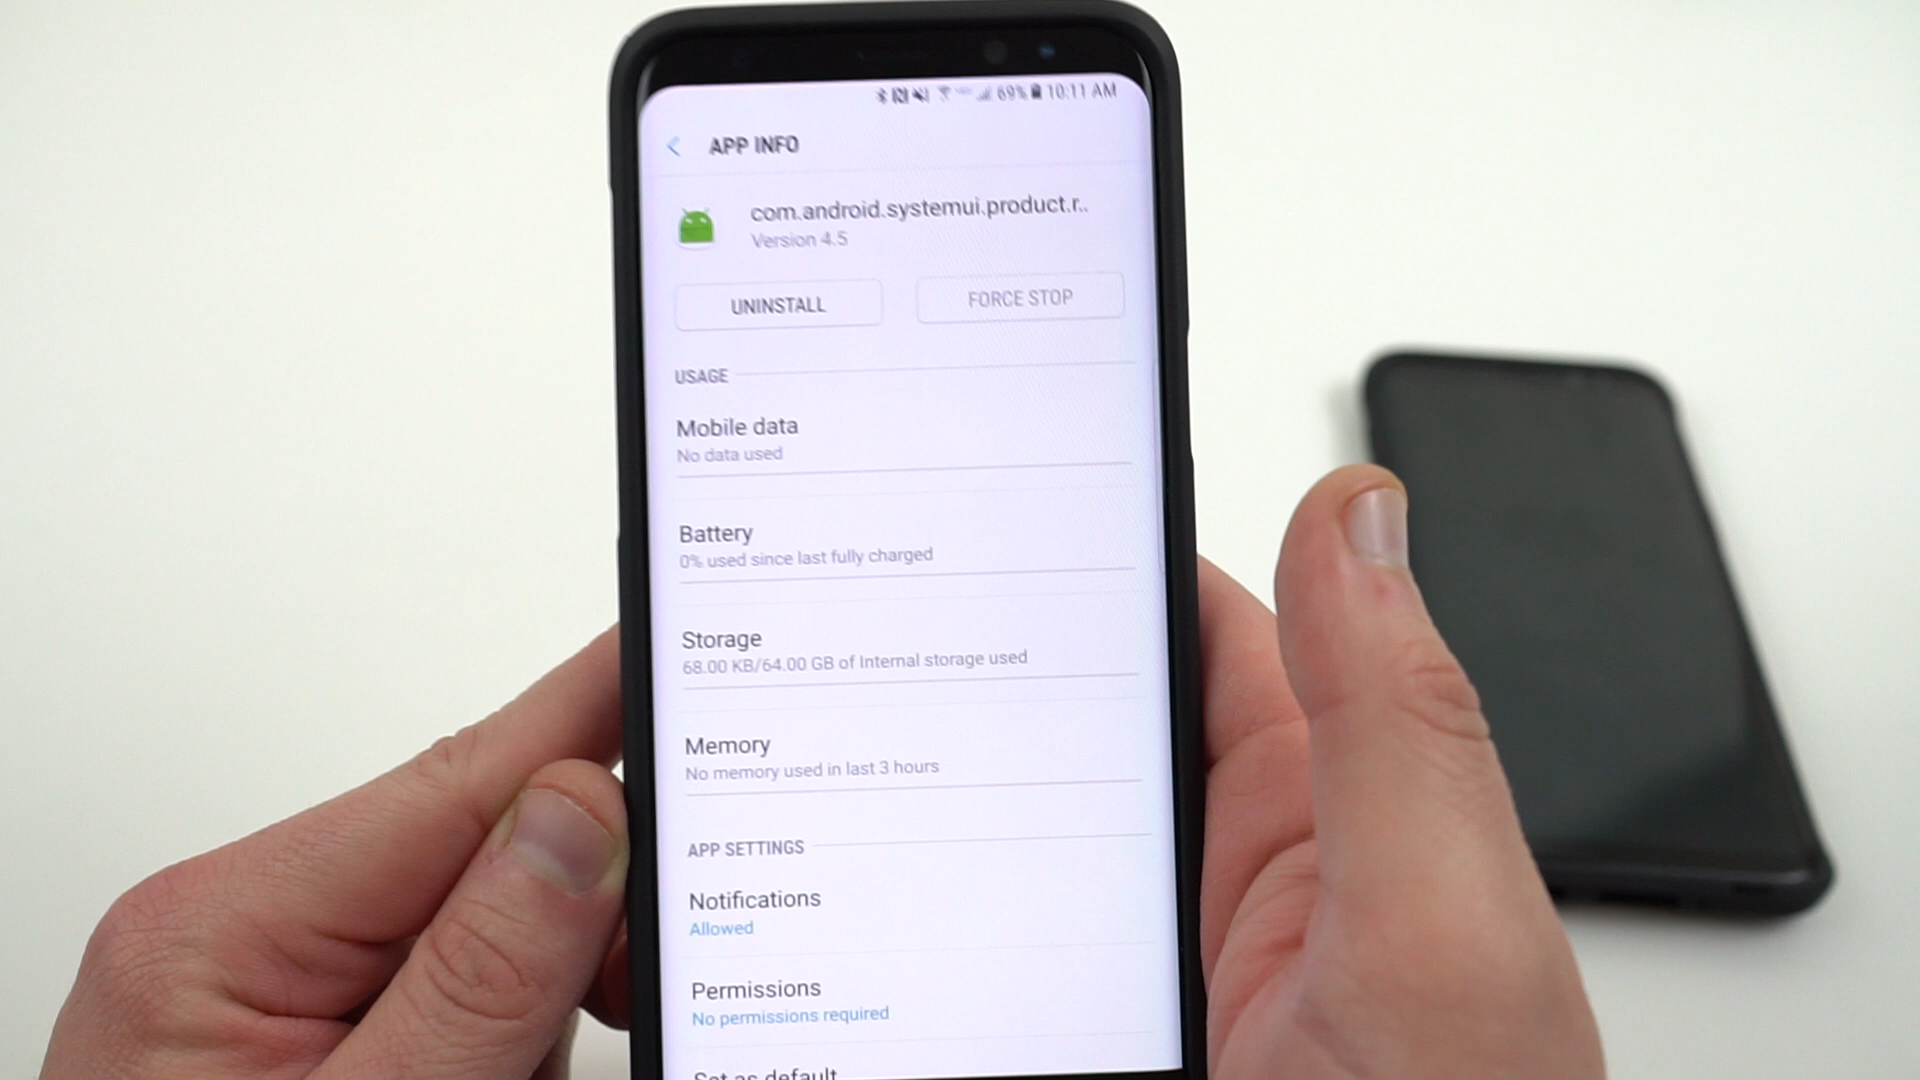 69% 10:11 AM
APP INFO
com.android.systemui.product.r..
Version 4.5
UNINSTALL
FORCE STOP
USAGE
Mobile data
No data used
Battery
0% used since last fully charged
Storage
68.00 KB/64.00 GB of Internal storage used
Memory
No memory used in last 3 hours
APP SETTINGS
Notifications
Allowed
Permissions
No permissions required
Set as default